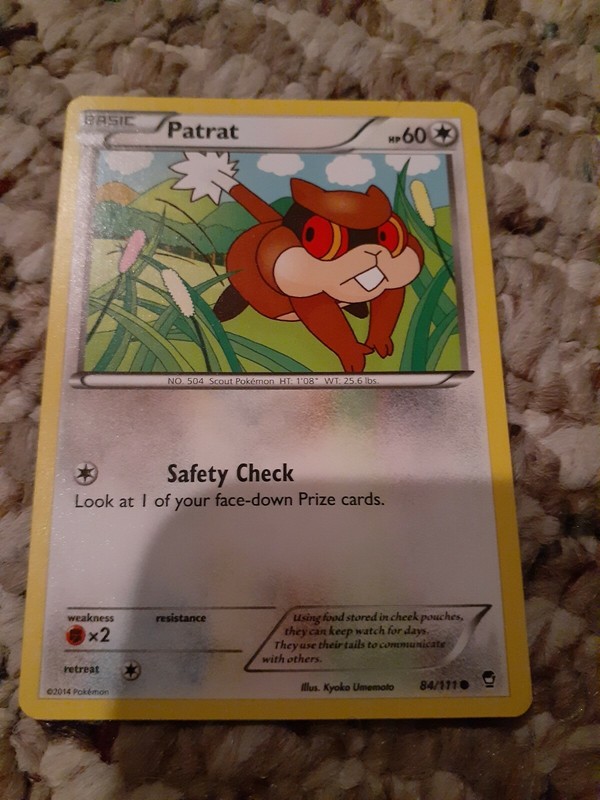 BASIC Patrat HP60
NO. 504 Scout Pokémon HT: 1'08" WT: 25.6 lbs.
Safety Check
Look at 1 of your face-down Prize cards.
weakness resistance
×2
retreat
Using food stored in cheek pouches,
they can keep watch for days.
They use their tails to communicate
with others.
©2014 Pokémon Illus. Kyoko Umemoto 84/111